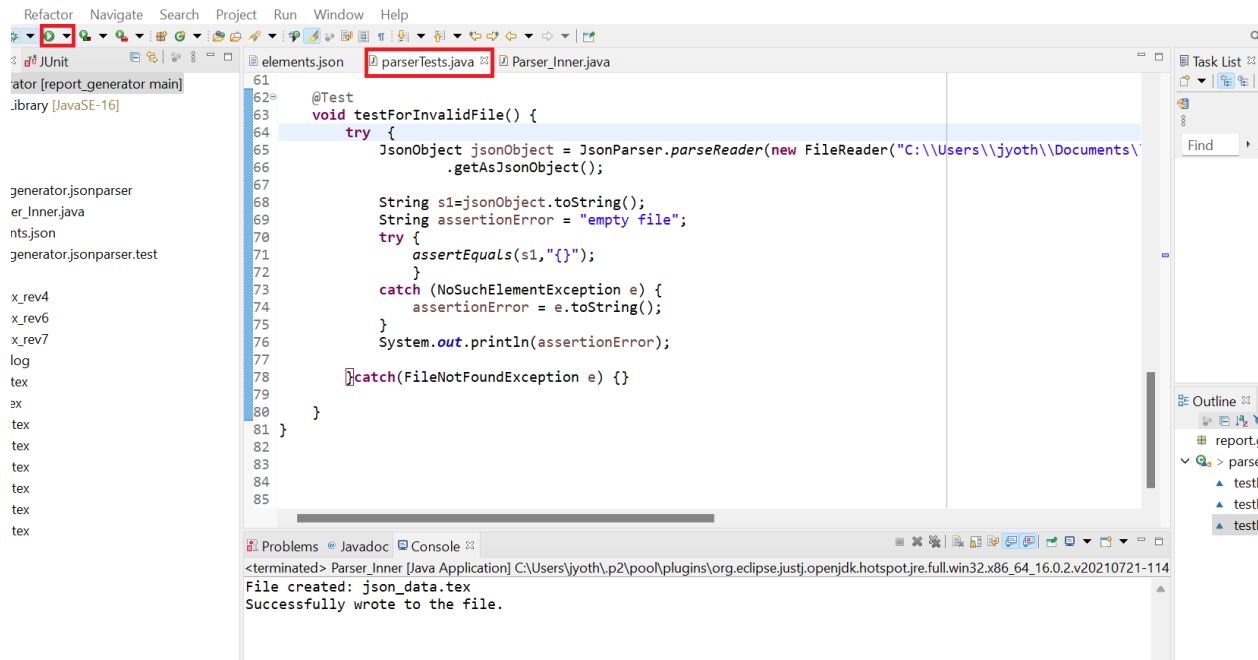 Refactor Navigate Search Project Run Window Help
JUnit
elements.json parserTests.java Parser_Inner.java
Task List
ator [report_generator main]
ibrary [JavaSE-16]
generator.jsonparser
er_Inner.java
nts.json
generator.jsonparser.test
x_rev4
x_rev6
x_rev7
log
tex
ex
tex
tex
tex
tex
tex
tex
61
62 @Test
63 void testForInvalidFile() {
64 try {
65 JsonObject jsonObject = JsonParser.parseReader(new FileReader("C:\\Users\\jyoth\\Documents\
66 .getAsJsonObject();
67
68 String s1=jsonObject.toString();
69 String assertionError = "empty file";
70 try {
71 assertEquals(s1,"{}");
72 }
73 catch (NoSuchElementException e) {
74 assertionError = e.toString();
75 }
76 System.out.println(assertionError);
77
78 }catch(FileNotFoundException e) {}
79
80 }
81 }
82
83
84
85
Find
Outline
report.g
> parse
test
test
test
Problems Javadoc Console
<terminated> Parser_Inner [Java Application] C:\Users\jyoth\.p2\pool\plugins\org.eclipse.justj.openjdk.hotspot.jre.full.win32.x86_64_16.0.2.v20210721-114
File created: json_data.tex
Successfully wrote to the file.